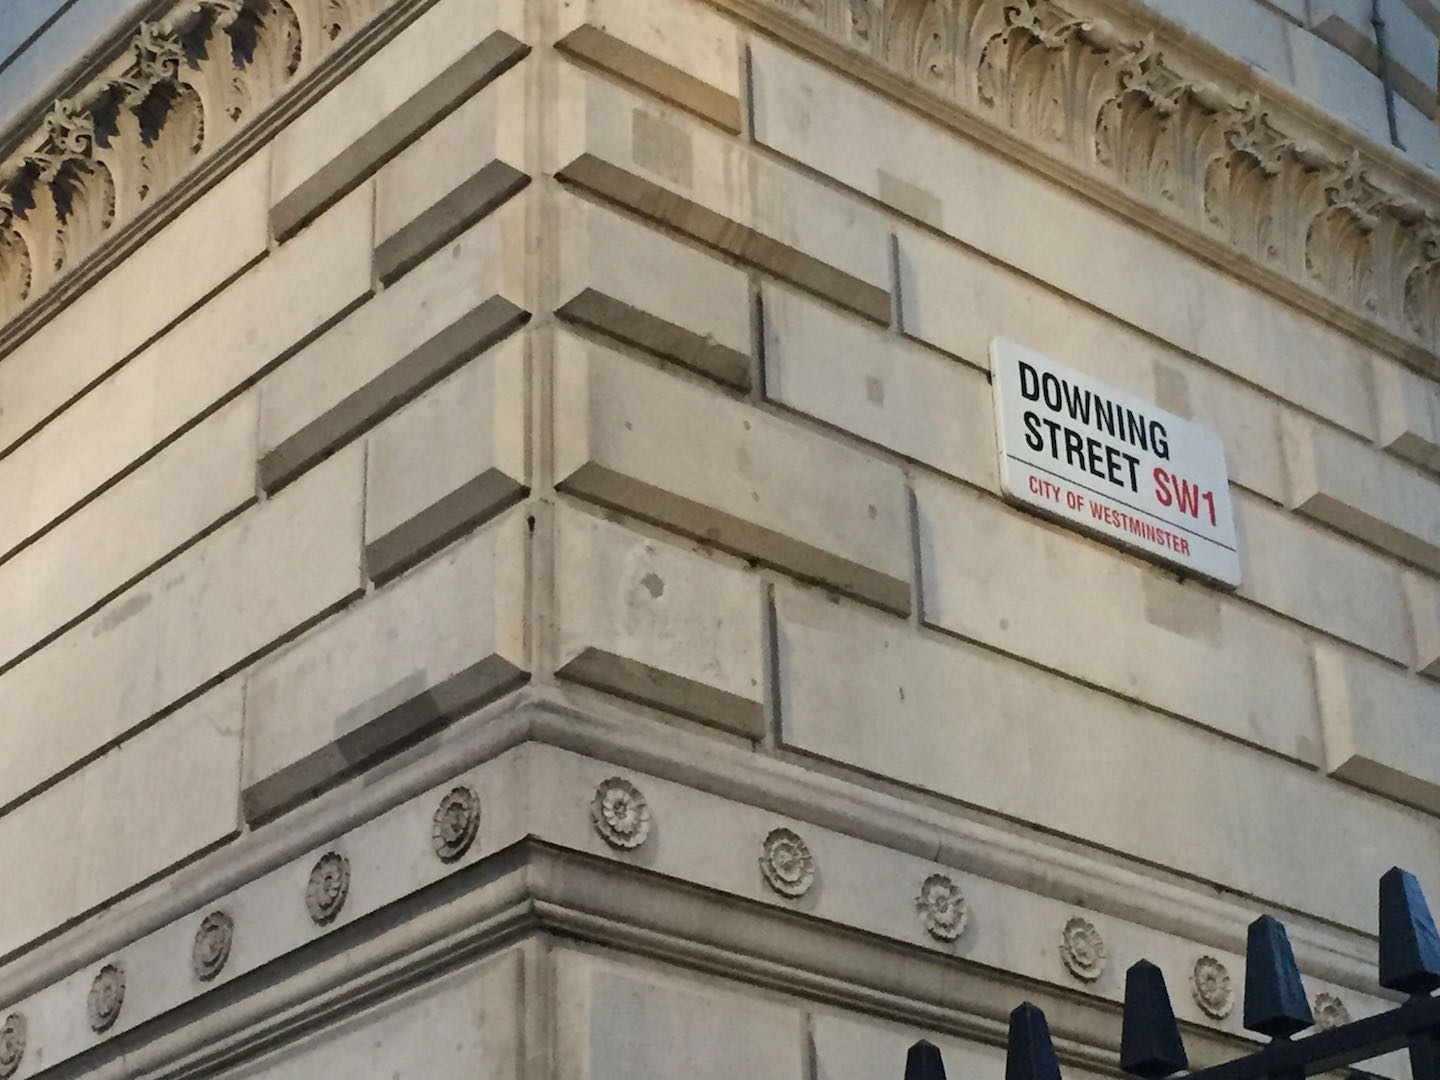 DOWNING
STREET SW1
CITY OF WESTMINSTER